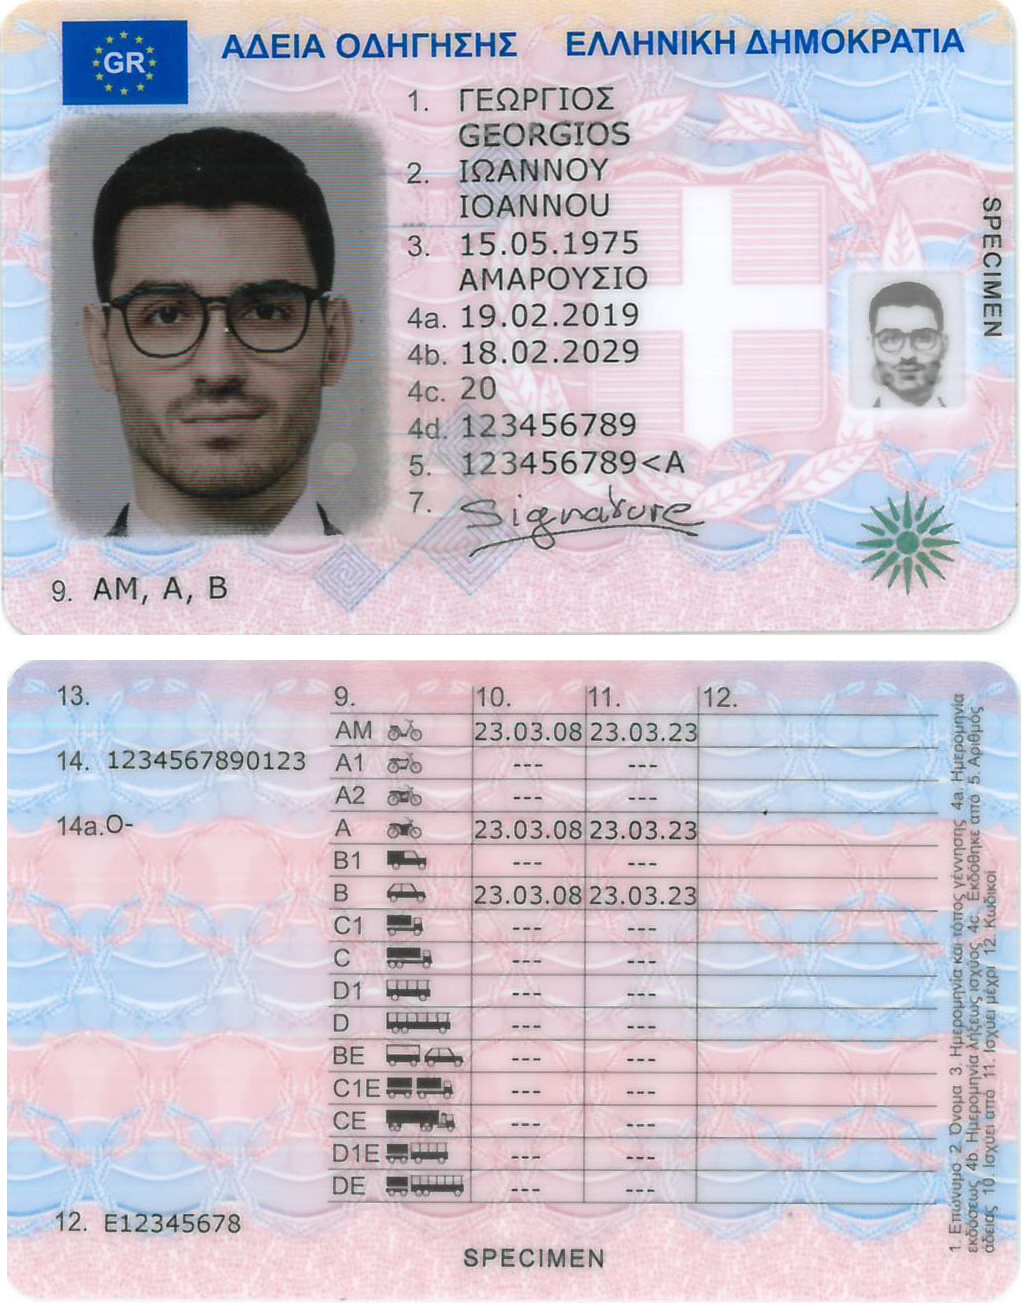 GR
ΑΔΕΙΑ ΟΔΗΓΗΣΗΣ ΕΛΛΗΝΙΚΗ ΔΗΜΟΚΡΑΤΙΑ
1. ΓΕΩΡΓΙΟΣ
GEORGIOS
2. ΙΩΑΝΝΟΥ
IOANNOU
3. 15.05.1975
ΑΜΑΡΟΥΣΙΟ
4a. 19.02.2019
4b. 18.02.2029
4c. 20
4d. 123456789
5. 123456789<A
7. Signature
9. AM, A, B
SPECIMEN
13.
14. 1234567890123
14a. O-
12. E12345678
9. 10. 11. 12.
AM 23.03.08 23.03.23
A1 --- ---
A2 --- ---
A 23.03.08 23.03.23
B1 --- ---
B 23.03.08 23.03.23
C1 --- ---
C --- ---
D1 --- ---
D --- ---
BE --- ---
C1E --- ---
CE --- ---
D1E --- ---
DE --- ---
1. Επώνυμο 2. Όνομα 3. Ημερομηνία και τόπος γέννησης 4a. Ημερομηνία
εκδόσεως 4b. Ημερομηνία λήξεως ισχύος 4c. Εκδόθηκε από 5. Αριθμός
άδειας 10. Ισχύει από 11. Ισχύει μέχρι 12. Κωδικοί
SPECIMEN